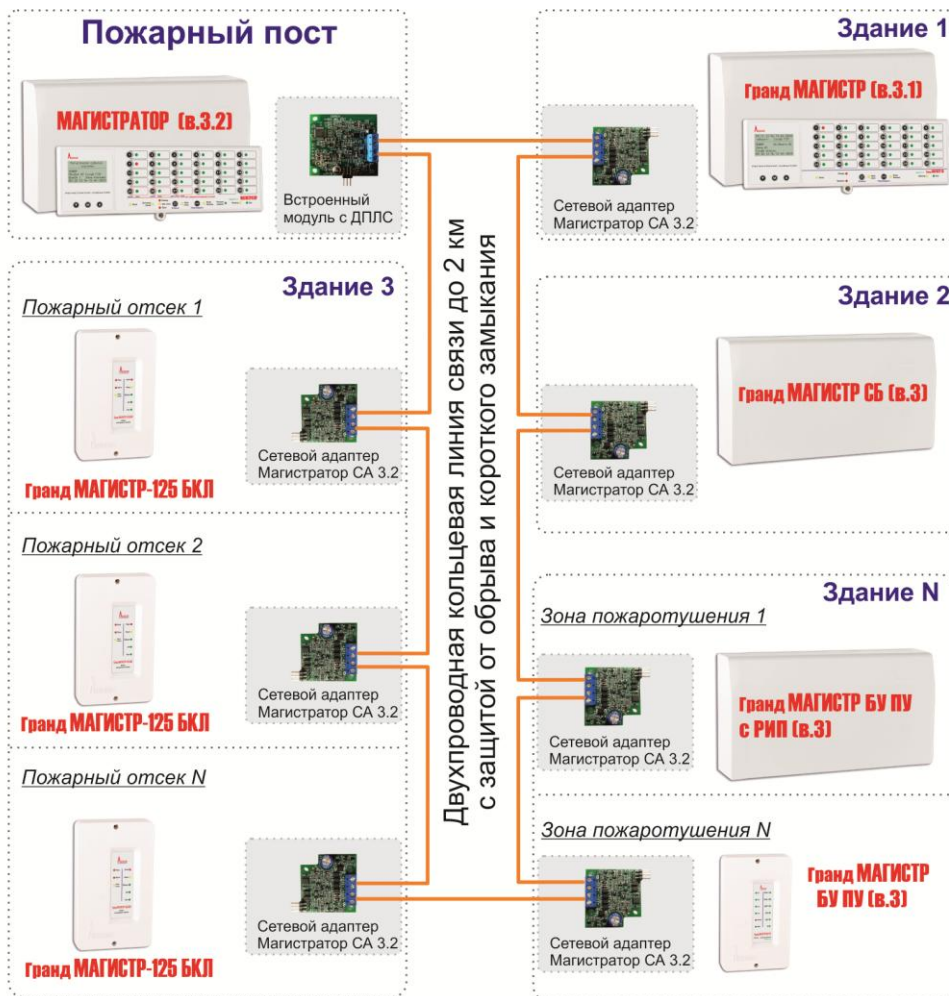 Пожарный пост
МАГИСТРАТОР (в.3.2)
Встроенный
модуль с ДПЛС
Здание 1
Гранд МАГИСТР (в.3.1)
Сетевой адаптер
Магистратор СА 3.2
Здание 3
Пожарный отсек 1
Гранд МАГИСТР-125 БКЛ
Сетевой адаптер
Магистратор СА 3.2
Пожарный отсек 2
Гранд МАГИСТР-125 БКЛ
Сетевой адаптер
Магистратор СА 3.2
Пожарный отсек N
Гранд МАГИСТР-125 БКЛ
Сетевой адаптер
Магистратор СА 3.2
Двухпроводная кольцевая линия связи до 2 км
с защитой от обрыва и короткого замыкания
Здание 2
Гранд МАГИСТР СБ (в.3)
Сетевой адаптер
Магистратор СА 3.2
Здание N
Зона пожаротушения 1
Гранд МАГИСТР БУ ПУ
с РИП (в.3)
Сетевой адаптер
Магистратор СА 3.2
Зона пожаротушения N
Гранд МАГИСТР
БУ ПУ (в.3)
Сетевой адаптер
Магистратор СА 3.2